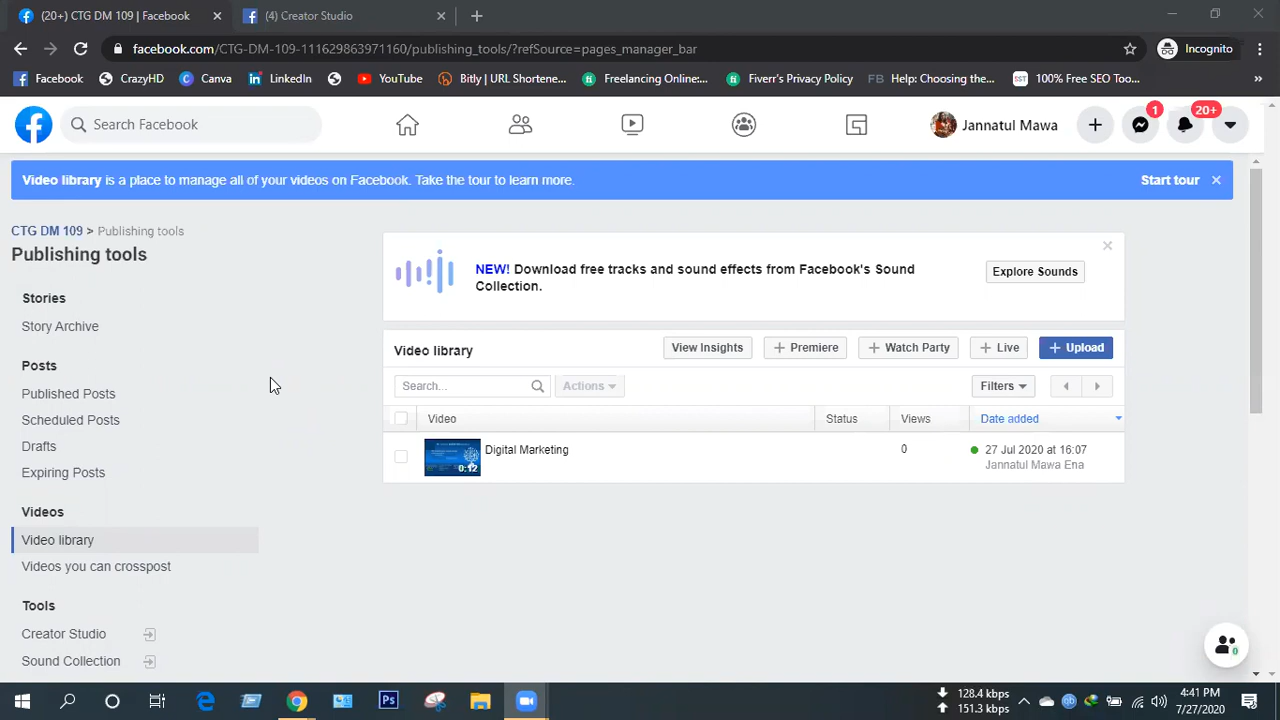 (20+) CTG DM 109 | Facebook
(4) Creator Studio
facebook.com/CTG-DM-109-111629863971160/publishing_tools/?refSource=pages_manager_bar
Incognito
Facebook
CrazyHD
Canva
LinkedIn
YouTube
Bitly | URL Shortene...
Freelancing Online:...
Fiverr's Privacy Policy
FB Help: Choosing the...
SST 100% Free SEO Too...
Search Facebook
Jannatul Mawa
1
20+
Video library is a place to manage all of your videos on Facebook. Take the tour to learn more.
Start tour
CTG DM 109 > Publishing tools
Publishing tools
Stories
Story Archive
Posts
Published Posts
Scheduled Posts
Drafts
Expiring Posts
Videos
Video library
Videos you can crosspost
Tools
Creator Studio
Sound Collection
NEW! Download free tracks and sound effects from Facebook's Sound
Collection.
Explore Sounds
Video library
View Insights
+ Premiere
+ Watch Party
+ Live
+ Upload
Search...
Actions
Filters
Video
Status
Views
Date added
0:12
Digital Marketing
0
27 Jul 2020 at 16:07
Jannatul Mawa Ena
0
Ps
128.4 kbps
151.3 kbps
qb
4:41 PM
7/27/2020